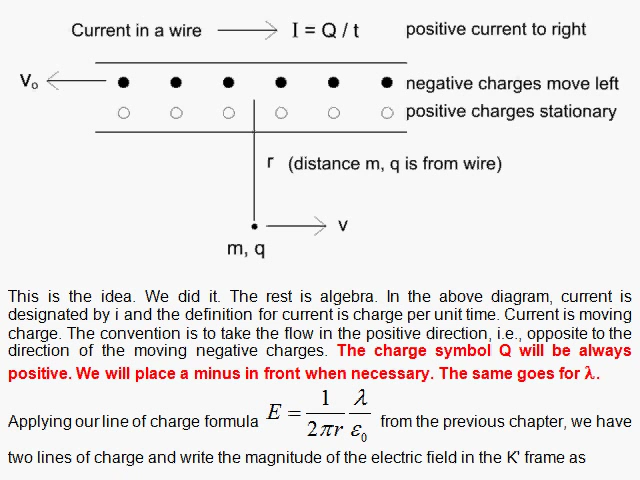 Current in a wire I = Q / t positive current to right
V₀ negative charges move left
positive charges stationary
r (distance m, q is from wire)
v
m, q
This is the idea. We did it. The rest is algebra. In the above diagram, current is
designated by i and the definition for current is charge per unit time. Current is moving
charge. The convention is to take the flow in the positive direction, i.e., opposite to the
direction of the moving negative charges. The charge symbol Q will be always
positive. We will place a minus in front when necessary. The same goes for λ.
Applying our line of charge formula E = 1/2πr λ/ε₀ from the previous chapter, we have
two lines of charge and write the magnitude of the electric field in the K' frame as